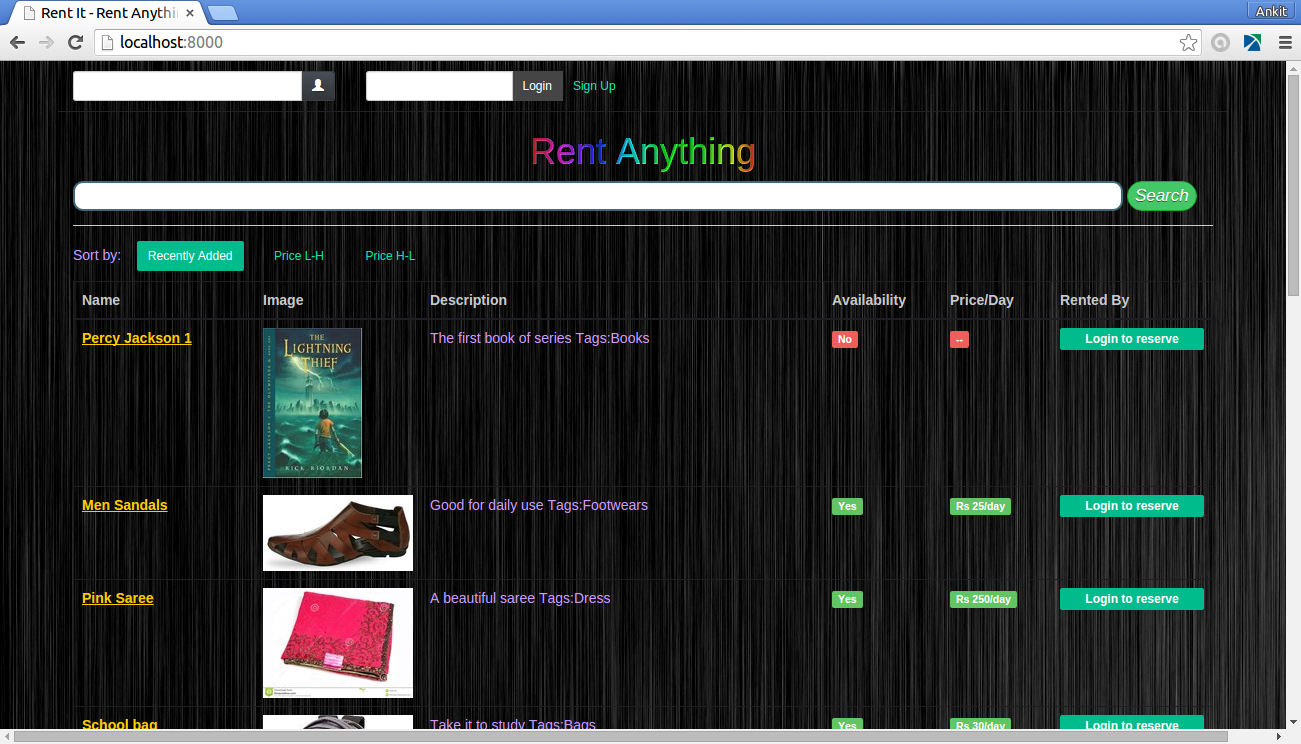 Rent It - Rent Anythi
Ankit
localhost:8000
Login Sign Up
Rent Anything
Search
Sort by: Recently Added Price L-H Price H-L
Name Image Description Availability Price/Day Rented By
Percy Jackson 1 The first book of series Tags:Books No -- Login to reserve
THE
LIGHTNING
THIEF
RICK RIORDAN
Men Sandals Good for daily use Tags:Footwears Yes Rs 25/day Login to reserve
Pink Saree A beautiful saree Tags:Dress Yes Rs 250/day Login to reserve
School bag Take it to study Tags:Bags Yes Rs 30/day Login to reserve